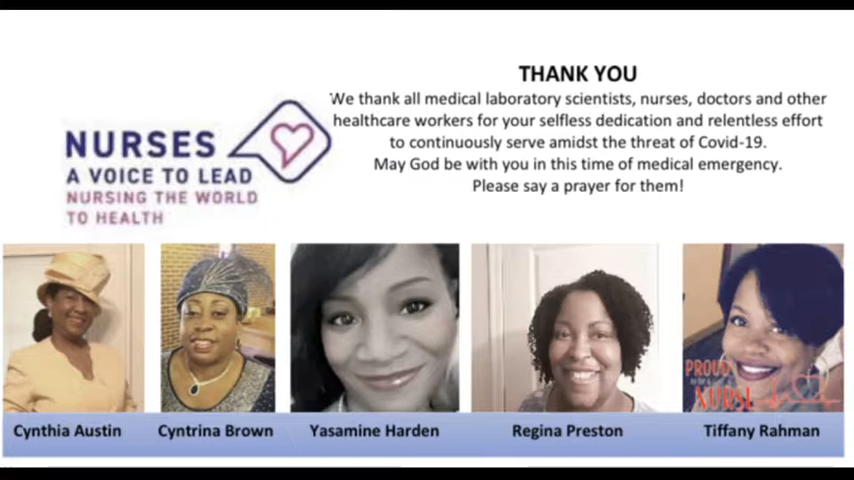 THANK YOU
We thank all medical laboratory scientists, nurses, doctors and other
healthcare workers for your selfless dedication and relentless effort
to continuously serve amidst the threat of Covid-19.
May God be with you in this time of medical emergency.
Please say a prayer for them!
NURSES
A VOICE TO LEAD
NURSING THE WORLD
TO HEALTH
PROUD
NURSE
Cynthia Austin
Cyntrina Brown
Yasamine Harden
Regina Preston
Tiffany Rahman